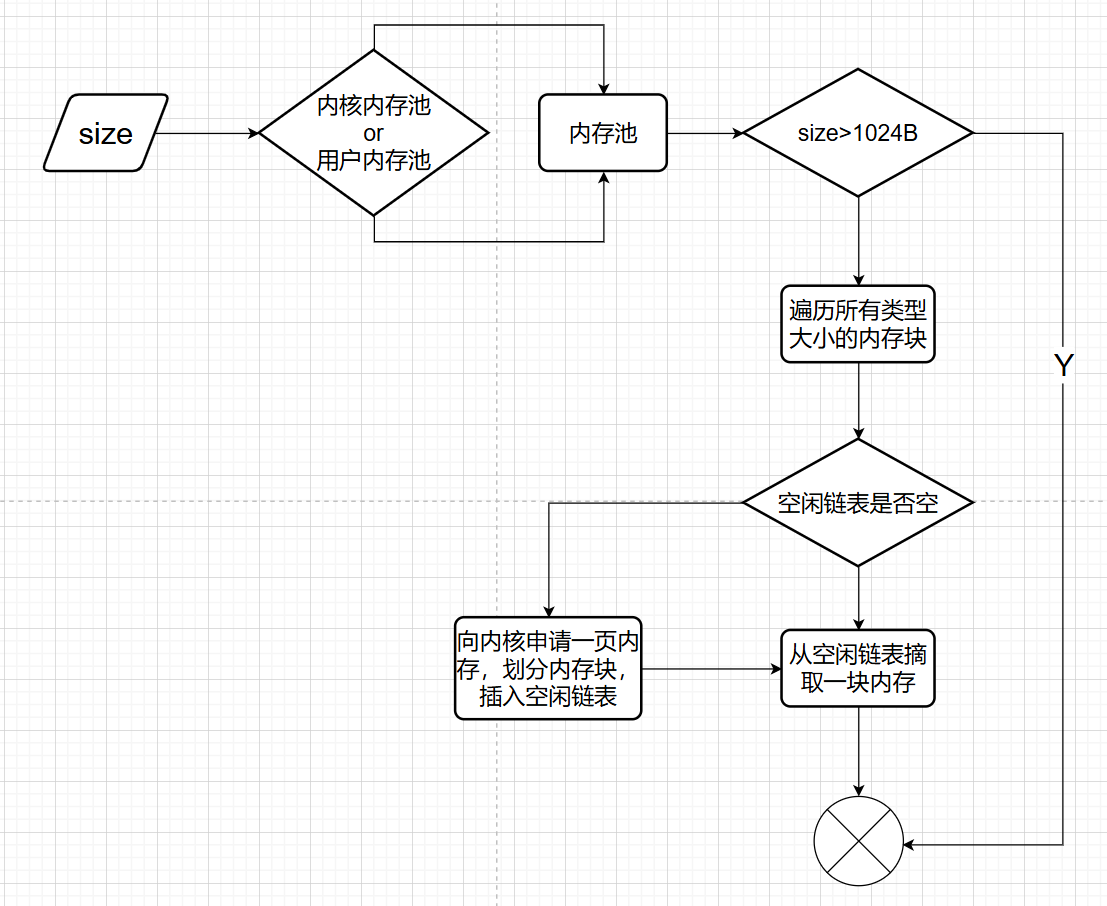 size
内核内存池
or
用户内存池
内存池
size>1024B
遍历所有类型
大小的内存块
Y
空闲链表是否空
向内核申请一页内
存，划分内存块，
插入空闲链表
从空闲链表摘
取一块内存